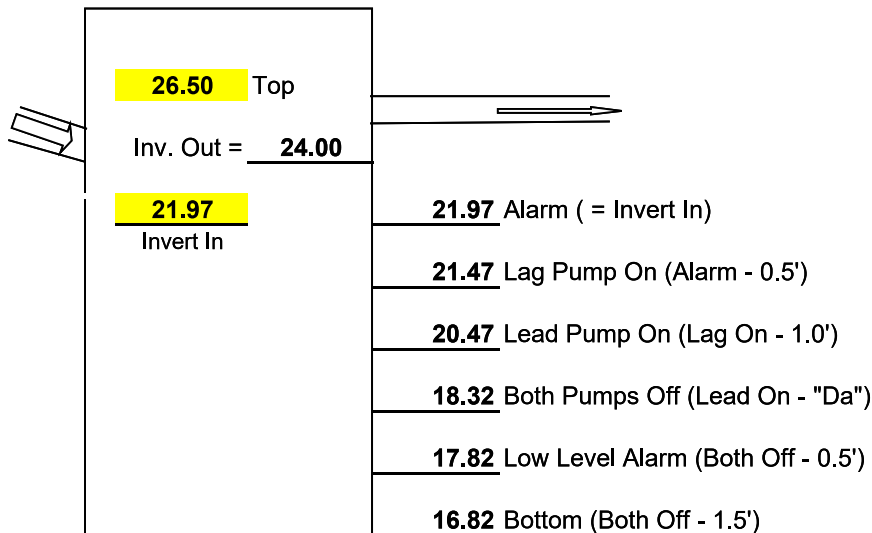 26.50 Top
Inv. Out = 24.00
21.97
Invert In
21.97 Alarm ( = Invert In)
21.47 Lag Pump On (Alarm - 0.5')
20.47 Lead Pump On (Lag On - 1.0')
18.32 Both Pumps Off (Lead On - "Da")
17.82 Low Level Alarm (Both Off - 0.5')
16.82 Bottom (Both Off - 1.5')